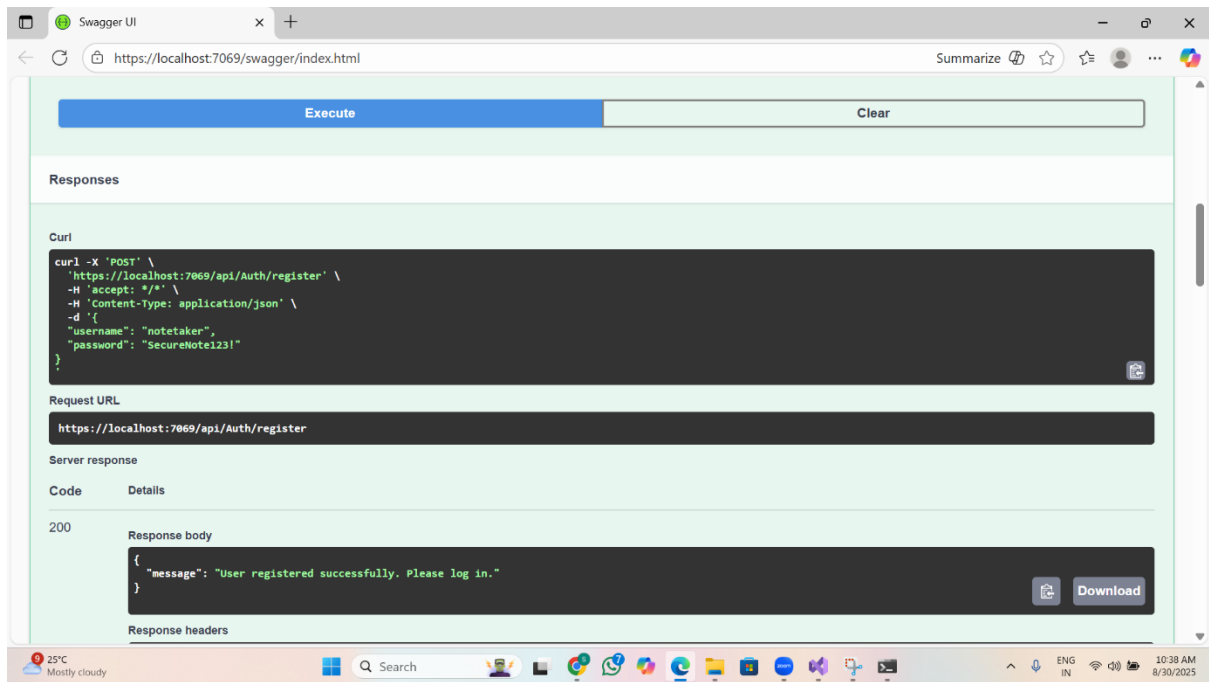 Swagger UI
https://localhost:7069/swagger/index.html
Summarize
Execute
Clear
Responses
Curl
curl -X 'POST' \
'https://localhost:7069/api/Auth/register' \
-H 'accept: */*' \
-H 'Content-Type: application/json' \
-d '{
"username": "notetaker",
"password": "SecureNote123!"
}
'
Request URL
https://localhost:7069/api/Auth/register
Server response
Code Details
200
Response body
{
"message": "User registered successfully. Please log in."
}
Download
Response headers
9
25°C
Mostly cloudy
Search
ENG
IN
10:38 AM
8/30/2025